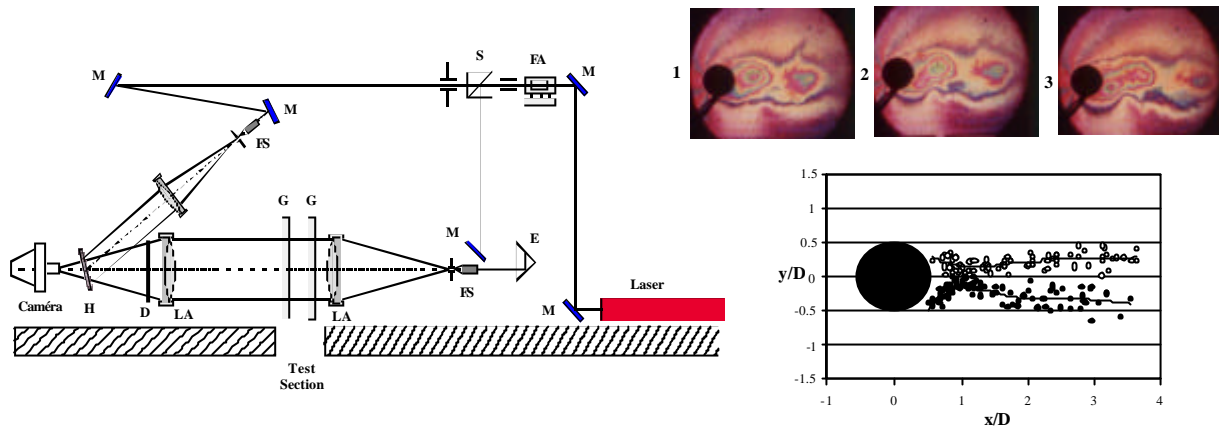 S
FA
M
M
M
FS
G
G
M
E
FS
Caméra
H
D
LA
LA
M
Laser
Test
Section
1
2
3
1.5
1
0.5
y/D
0
-0.5
-1
-1.5
-1
0
1
2
3
4
x/D